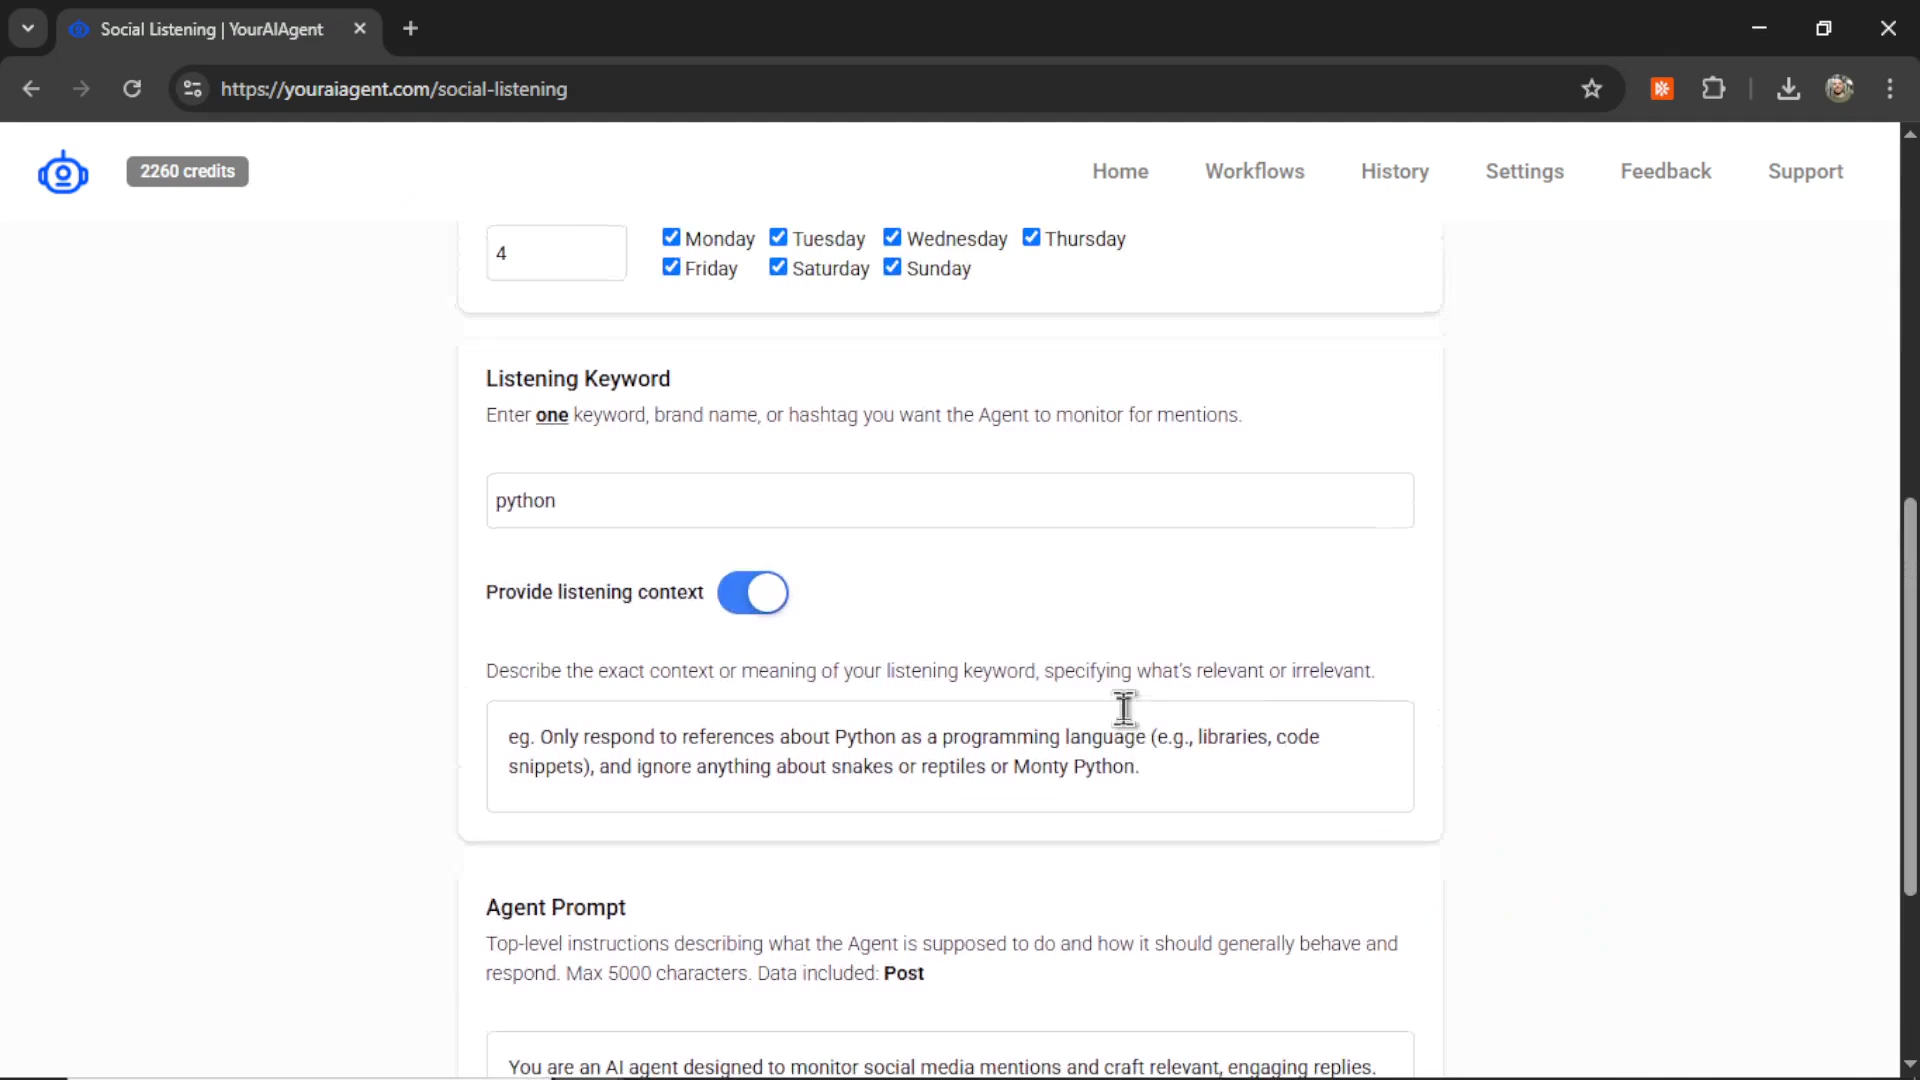 Social Listening | YourAIAgent
https://youraiagent.com/social-listening
2260 credits
Home Workflows History Settings Feedback Support
4
Monday Tuesday Wednesday Thursday
Friday Saturday Sunday
Listening Keyword
Enter one keyword, brand name, or hashtag you want the Agent to monitor for mentions.
python
Provide listening context
Describe the exact context or meaning of your listening keyword, specifying what's relevant or irrelevant.
eg. Only respond to references about Python as a programming language (e.g., libraries, code
snippets), and ignore anything about snakes or reptiles or Monty Python.
Agent Prompt
Top-level instructions describing what the Agent is supposed to do and how it should generally behave and
respond. Max 5000 characters. Data included: Post
You are an AI agent designed to monitor social media mentions and craft relevant, engaging replies.